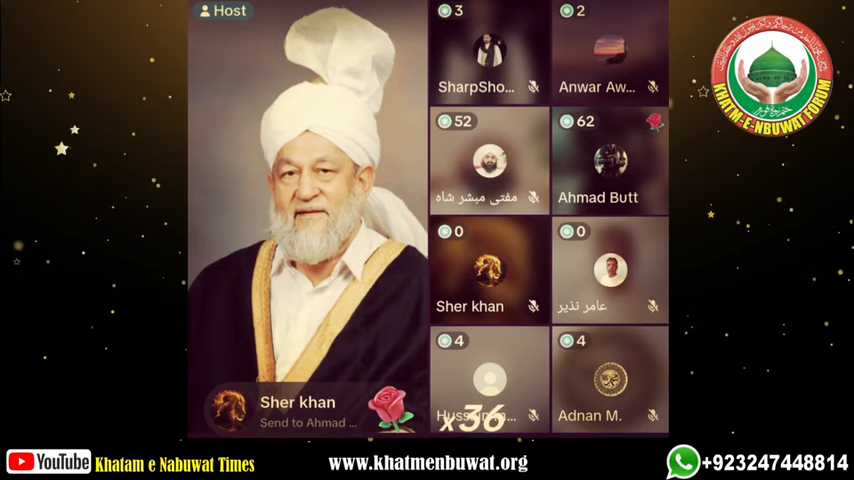 Host
3
SharpSho...
2
Anwar Aw...
52
مفتی مبشر شاہ
62
Ahmad Butt
0
Sher khan
0
عامر نذیر
4
x36
4
Adnan M.
Sher khan
Send to Ahmad ...
KHATM-E-NBUWAT FORUM
YouTube
Khatam e Nabuwat Times
www.khatmenbuwat.org
+923247448814